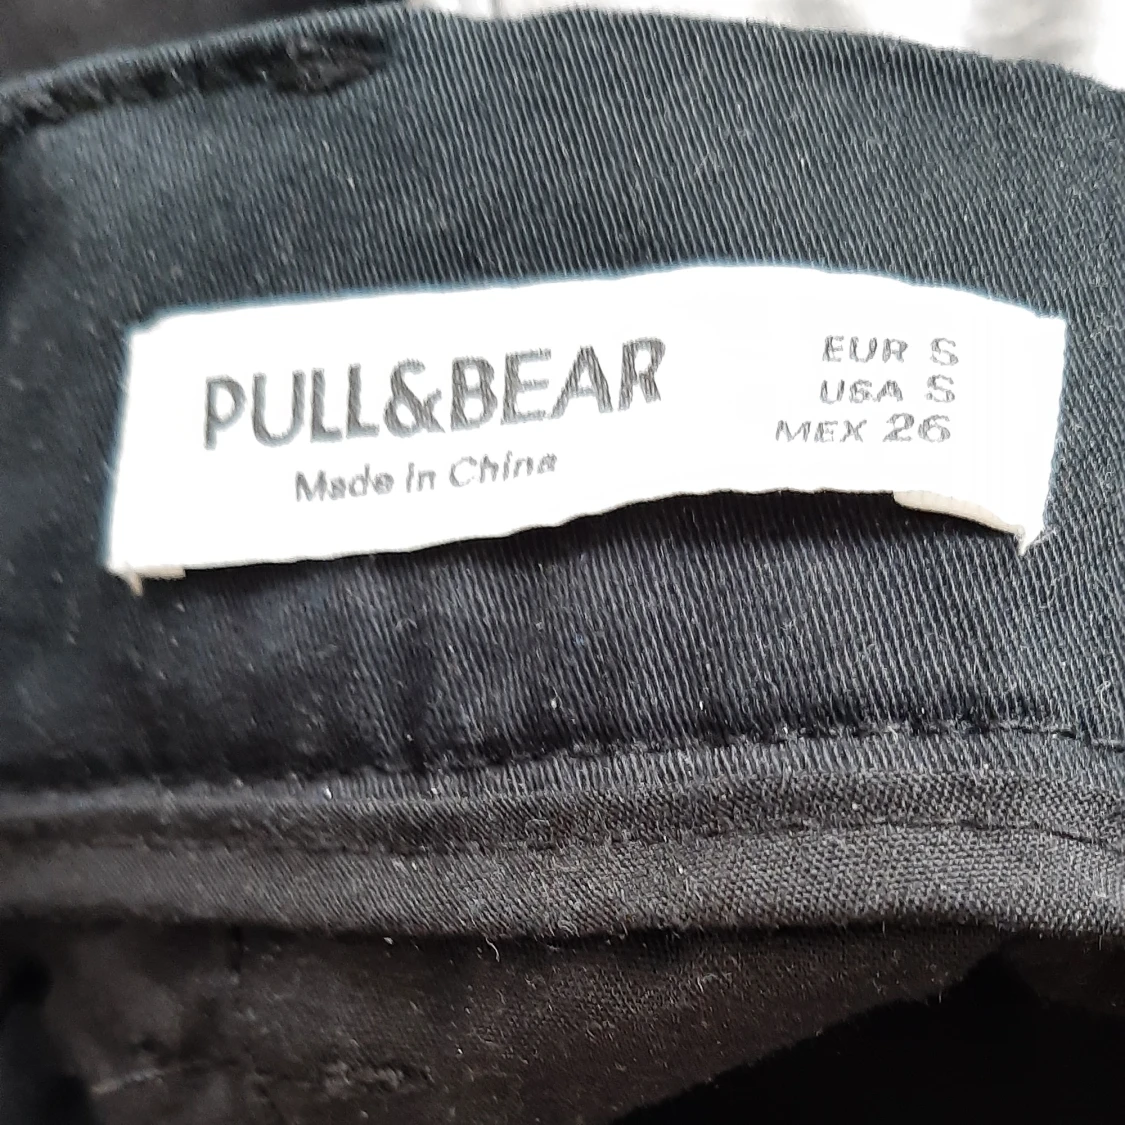 PULL&BEAR
Made in China
EUR S
USA S
MEX 26